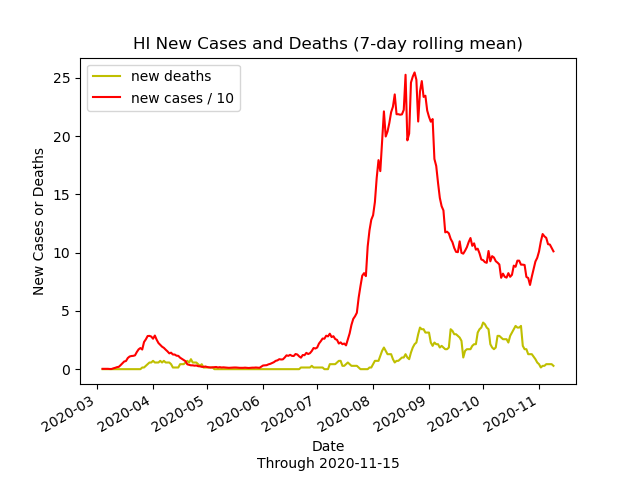 HI New Cases and Deaths (7-day rolling mean)
new deaths
new cases / 10
25
20
15
10
5
0
New Cases or Deaths
2020-03
2020-04
2020-05
2020-06
2020-07
2020-08
2020-09
2020-10
2020-11
Date
Through 2020-11-15